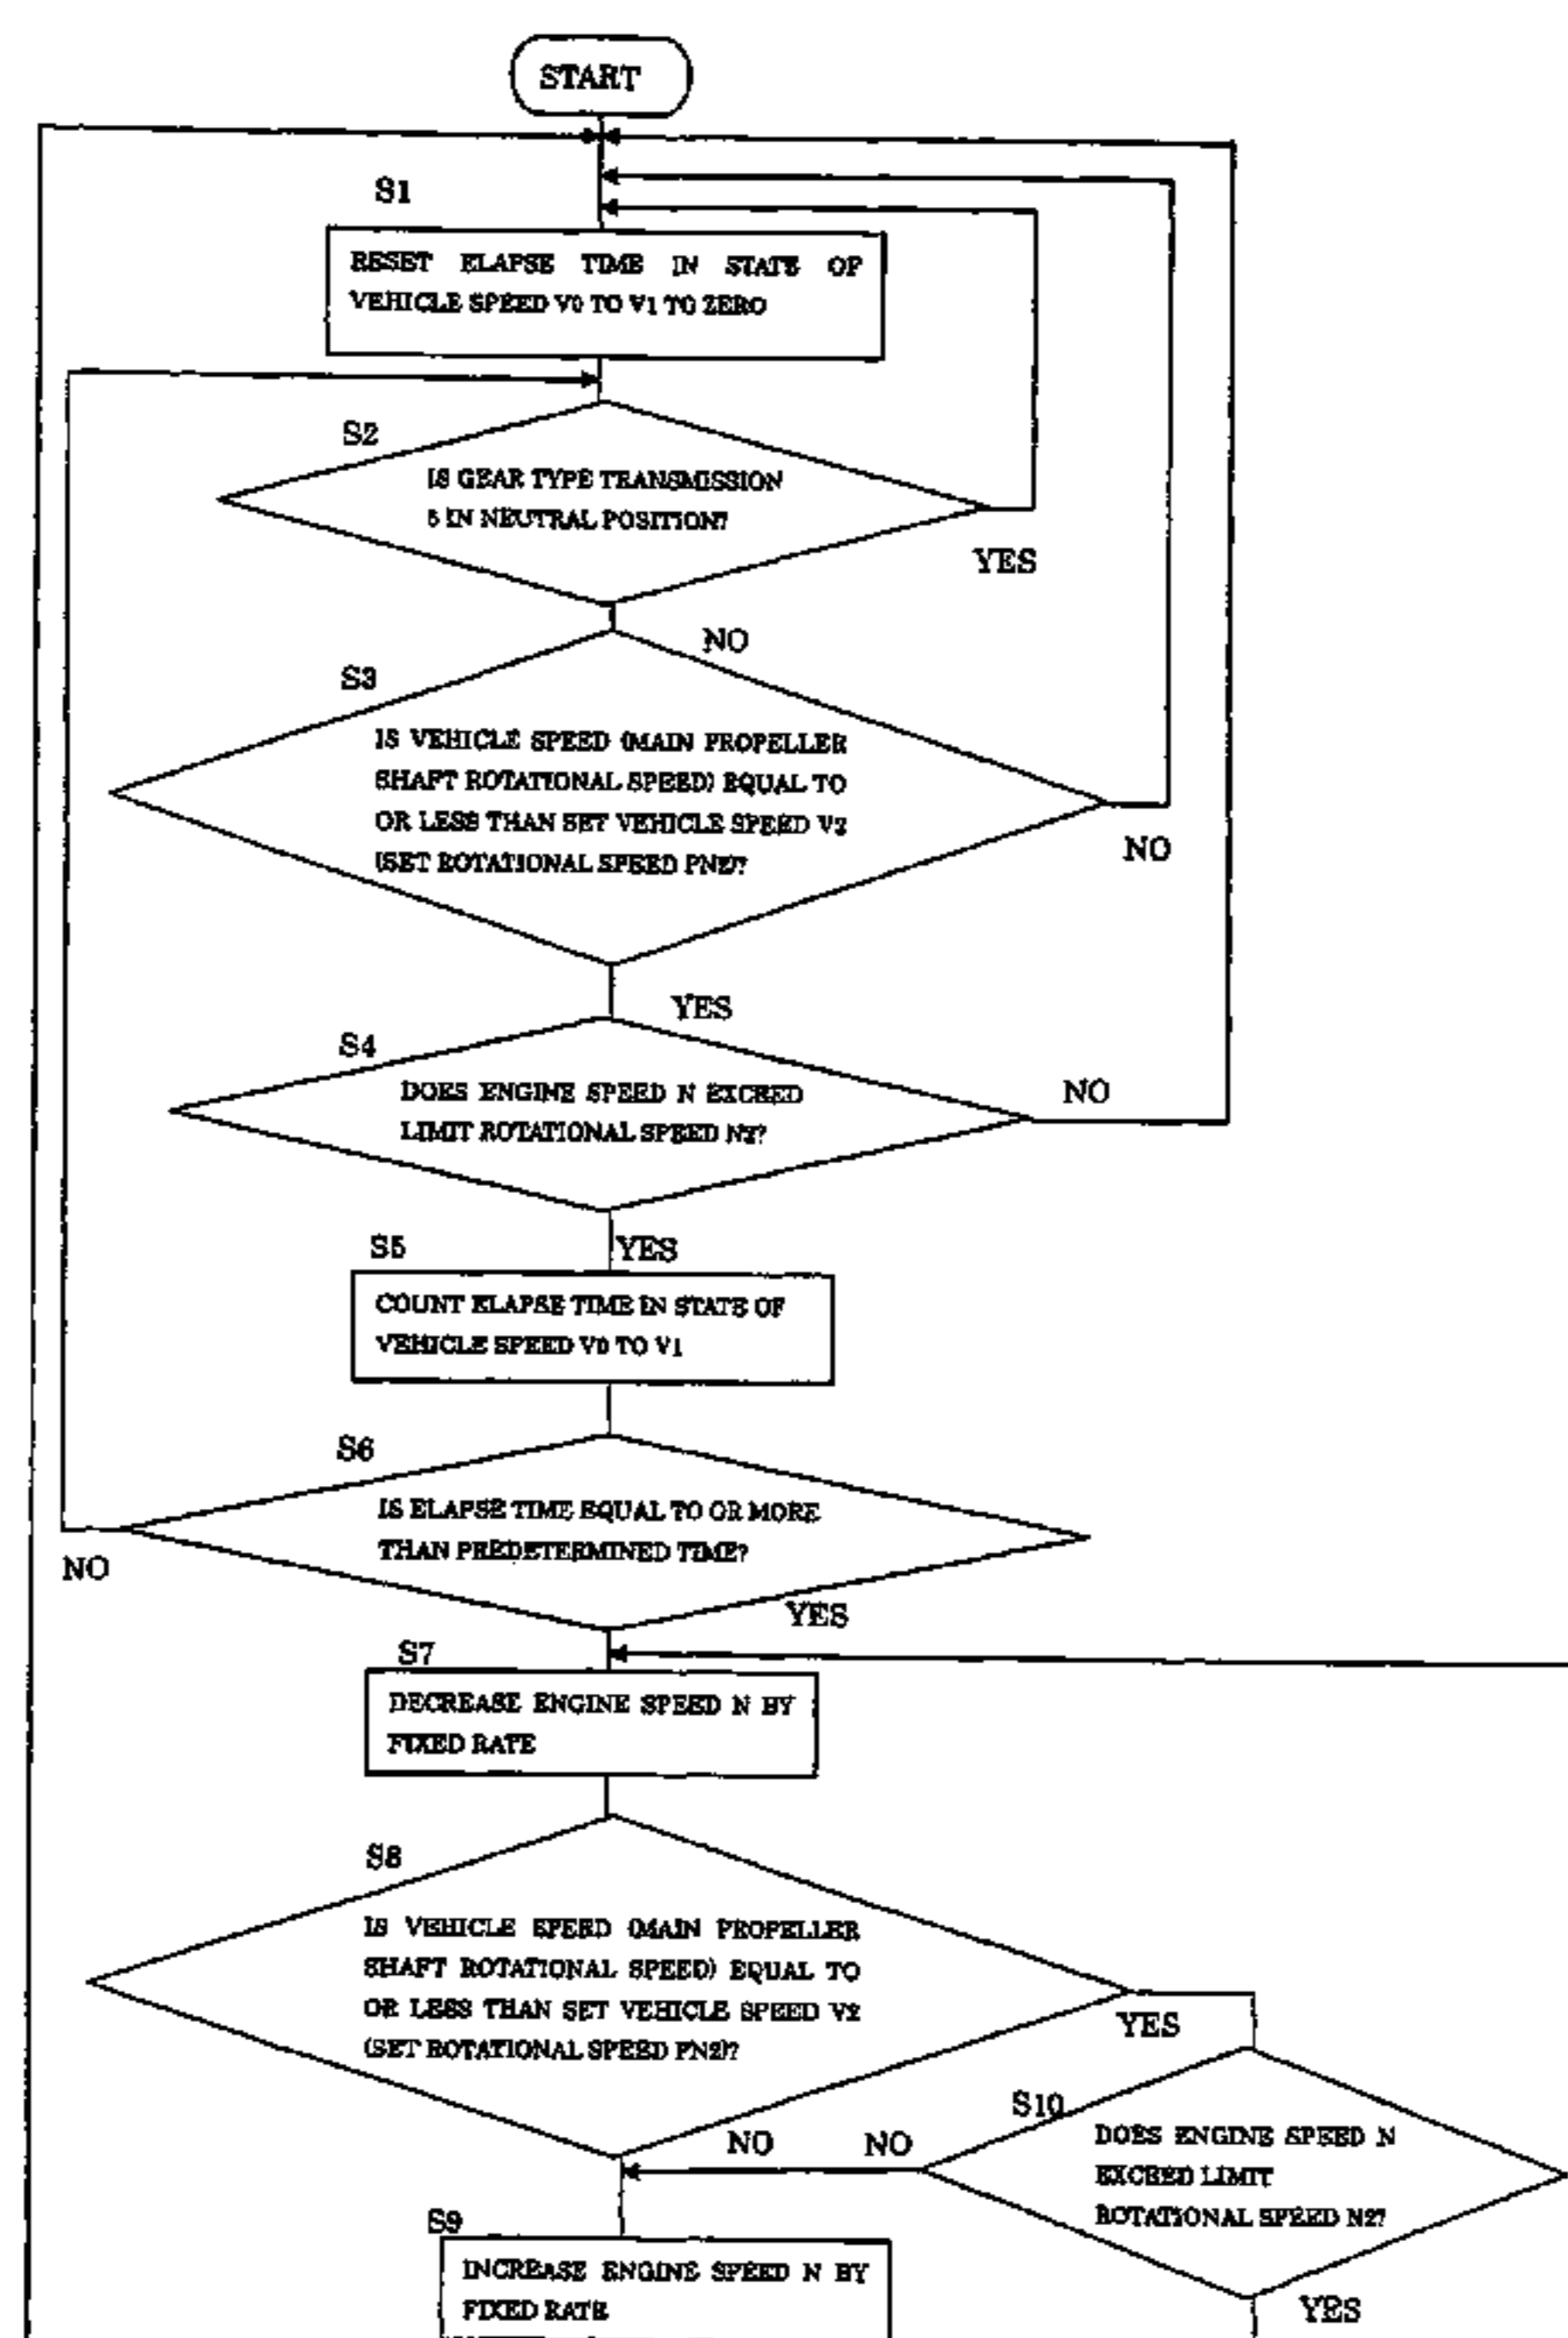 START
S1
RESET ELAPSE TIME IN STATE OF
VEHICLE SPEED V0 TO V1 TO ZERO
S2
IS GEAR TYPE TRANSMISSION
5 IN NEUTRAL POSITION?
YES
NO
S3
IS VEHICLE SPEED (MAIN PROPELLER
SHAFT ROTATIONAL SPEED) EQUAL TO
OR LESS THAN SET VEHICLE SPEED V2
(SET ROTATIONAL SPEED PN2)?
NO
YES
S4
DOES ENGINE SPEED N EXCEED
LIMIT ROTATIONAL SPEED
NO
YES
S5
COUNT ELAPSE TIME IN STATE OF
VEHICLE SPEED V0 TO V1
S6
IS ELAPSE TIME EQUAL TO OR MORE
THAN PREDETERMINED TIME?
NO
YES
S7
DECREASE ENGINE SPEED N BY
FIXED RATE
S8
IS VEHICLE SPEED (MAIN PROPELLER
SHAFT ROTATIONAL SPEED) EQUAL TO
OR LESS THAN SET VEHICLE SPEED V2
(SET ROTATIONAL SPEED PN2)?
YES
S10
DOES ENGINE SPEED N
EXCEED LIMIT
ROTATIONAL SPEED N2?
NO
NO
YES
S9
INCREASE ENGINE SPEED N BY
FIXED RATE